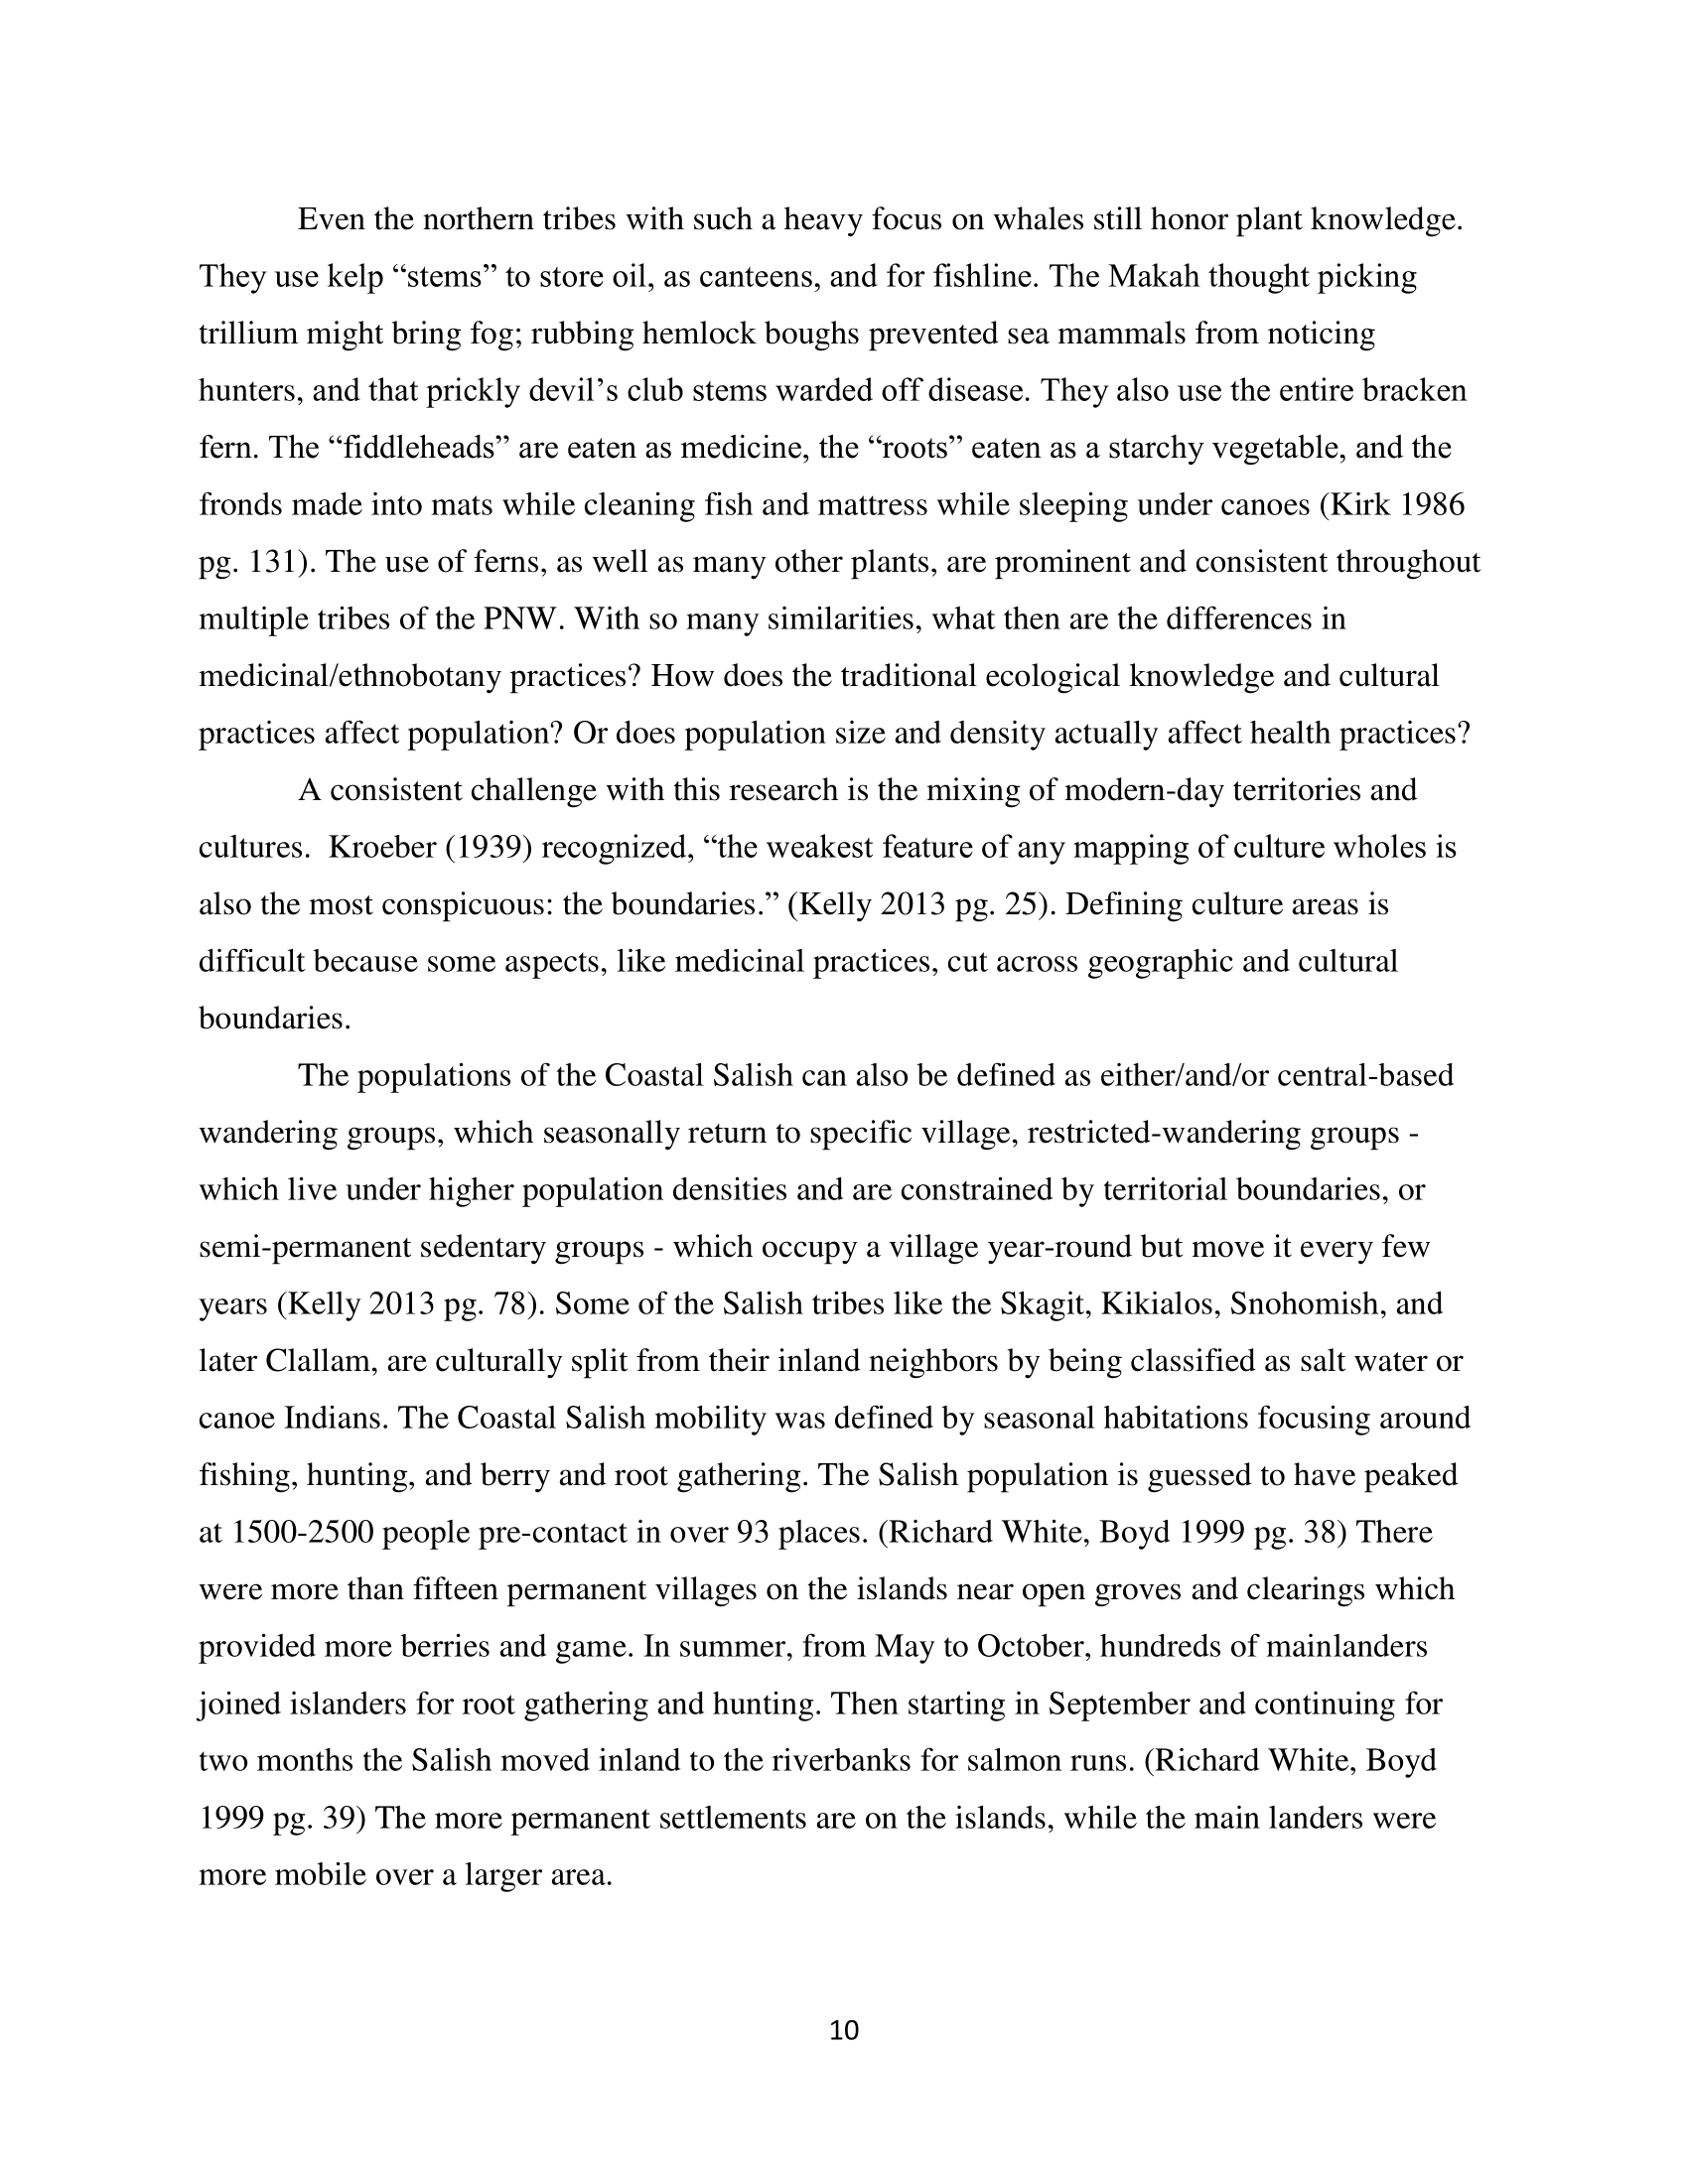 Even the northern tribes with such a heavy focus on whales still honor plant knowledge.
They use kelp “stems” to store oil, as canteens, and for fishline. The Makah thought picking
trillium might bring fog; rubbing hemlock boughs prevented sea mammals from noticing
hunters, and that prickly devil’s club stems warded off disease. They also use the entire bracken
fern. The “fiddleheads” are eaten as medicine, the “roots” eaten as a starchy vegetable, and the
fronds made into mats while cleaning fish and mattress while sleeping under canoes (Kirk 1986
pg. 131). The use of ferns, as well as many other plants, are prominent and consistent throughout
multiple tribes of the PNW. With so many similarities, what then are the differences in
medicinal/ethnobotany practices? How does the traditional ecological knowledge and cultural
practices affect population? Or does population size and density actually affect health practices?
A consistent challenge with this research is the mixing of modern-day territories and
cultures.  Kroeber (1939) recognized, “the weakest feature of any mapping of culture wholes is
also the most conspicuous: the boundaries.” (Kelly 2013 pg. 25). Defining culture areas is
difficult because some aspects, like medicinal practices, cut across geographic and cultural
boundaries.
The populations of the Coastal Salish can also be defined as either/and/or central-based
wandering groups, which seasonally return to specific village, restricted-wandering groups -
which live under higher population densities and are constrained by territorial boundaries, or
semi-permanent sedentary groups - which occupy a village year-round but move it every few
years (Kelly 2013 pg. 78). Some of the Salish tribes like the Skagit, Kikialos, Snohomish, and
later Clallam, are culturally split from their inland neighbors by being classified as salt water or
canoe Indians. The Coastal Salish mobility was defined by seasonal habitations focusing around
fishing, hunting, and berry and root gathering. The Salish population is guessed to have peaked
at 1500-2500 people pre-contact in over 93 places. (Richard White, Boyd 1999 pg. 38) There
were more than fifteen permanent villages on the islands near open groves and clearings which
provided more berries and game. In summer, from May to October, hundreds of mainlanders
joined islanders for root gathering and hunting. Then starting in September and continuing for
two months the Salish moved inland to the riverbanks for salmon runs. (Richard White, Boyd
1999 pg. 39) The more permanent settlements are on the islands, while the main landers were
more mobile over a larger area.
10